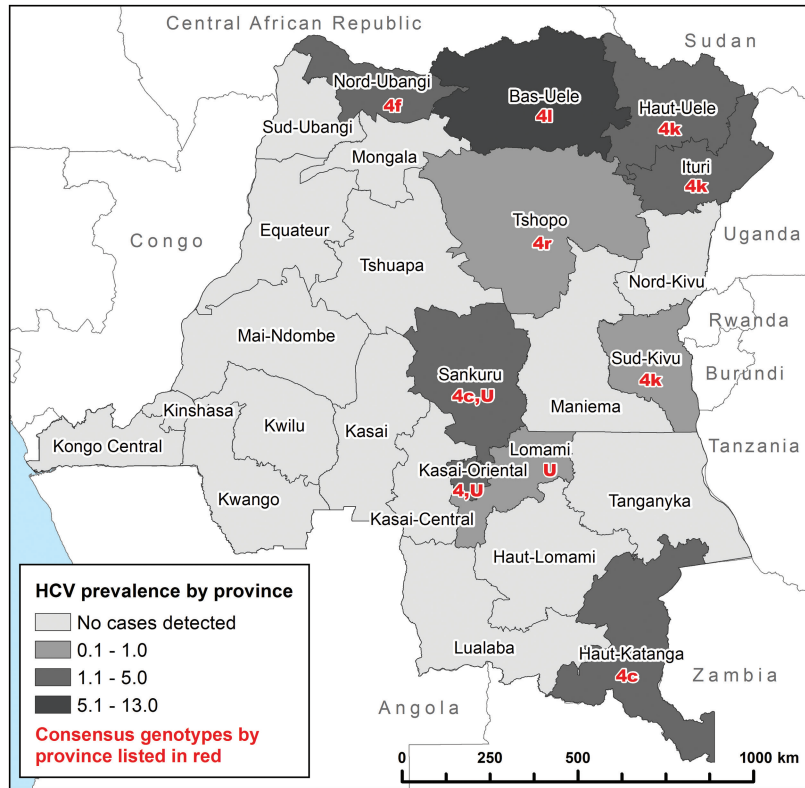 Central African Republic
Sudan
Nord-Ubangi
4f
Bas-Uele
4l
Haut-Uele
4k
Sud-Ubangi
Mongala
Ituri
4k
Congo
Equateur
Tshopo
4r
Uganda
Tshuapa
Nord-Kivu
Mai-Ndombe
Rwanda
Sankuru
4c,U
Sud-Kivu
4k
Burundi
Kinshasa
Kwilu
Kasai
Maniema
Kongo Central
Lomami
U
Tanzania
Kasai-Oriental
4,U
Kwango
Tanganyka
Kasai-Central
Haut-Lomami
HCV prevalence by province
No cases detected
0.1 - 1.0
1.1 - 5.0
5.1 - 13.0
Consensus genotypes by
province listed in red
Lualaba
Haut-Katanga
4c
Zambia
Angola
0 250 500 1000 km